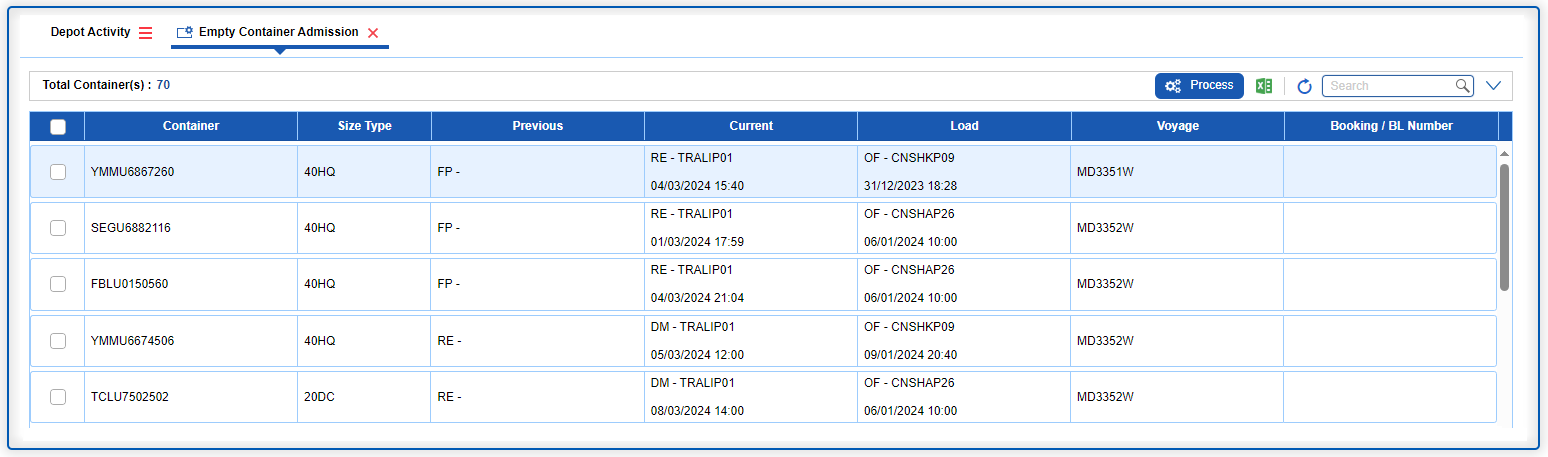 Depot Activity Empty Container Admission
Total Container(s) : 70 Process Search
Container Size Type Previous Current Load Voyage Booking / BL Number
YMMU6867260 40HQ FP - RE - TRALIP01 OF - CNSHKP09 MD3351W
04/03/2024 15:40 31/12/2023 18:28
SEGU6882116 40HQ FP - RE - TRALIP01 OF - CNSHAP26 MD3352W
01/03/2024 17:59 06/01/2024 10:00
FBLU0150560 40HQ FP - RE - TRALIP01 OF - CNSHAP26 MD3352W
04/03/2024 21:04 06/01/2024 10:00
YMMU6674506 40HQ RE - DM - TRALIP01 OF - CNSHKP09 MD3352W
05/03/2024 12:00 09/01/2024 20:40
TCLU7502502 20DC RE - DM - TRALIP01 OF - CNSHAP26 MD3352W
08/03/2024 14:00 06/01/2024 10:00